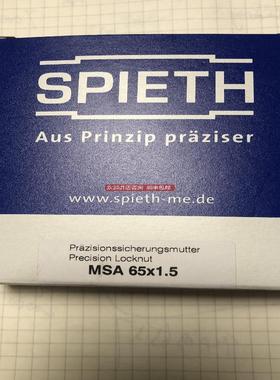 SPIETH
Aus Prinzip präziser
www.spieth-me.de
Präzisionssicherungsmutter
Precision Locknut
MSA 65x1.5